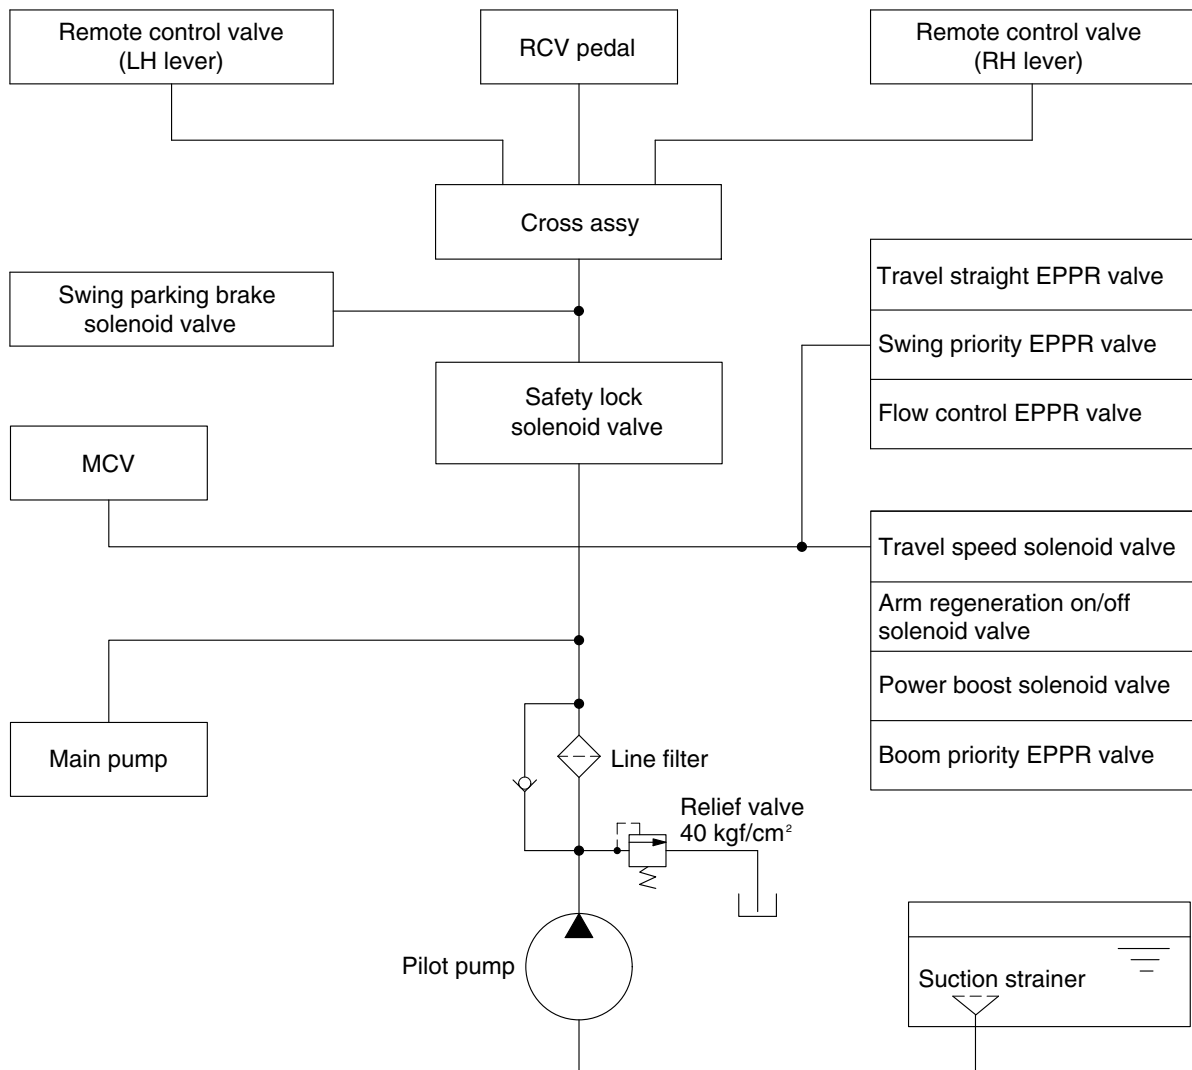 Remote control valve
(LH lever)
RCV pedal
Remote control valve
(RH lever)
Cross assy
Swing parking brake
solenoid valve
Travel straight EPPR valve
Swing priority EPPR valve
Flow control EPPR valve
Safety lock
solenoid valve
MCV
Travel speed solenoid valve
Arm regeneration on/off
solenoid valve
Power boost solenoid valve
Boom priority EPPR valve
Main pump
Line filter
Relief valve
40 kgf/cm²
Pilot pump
Suction strainer